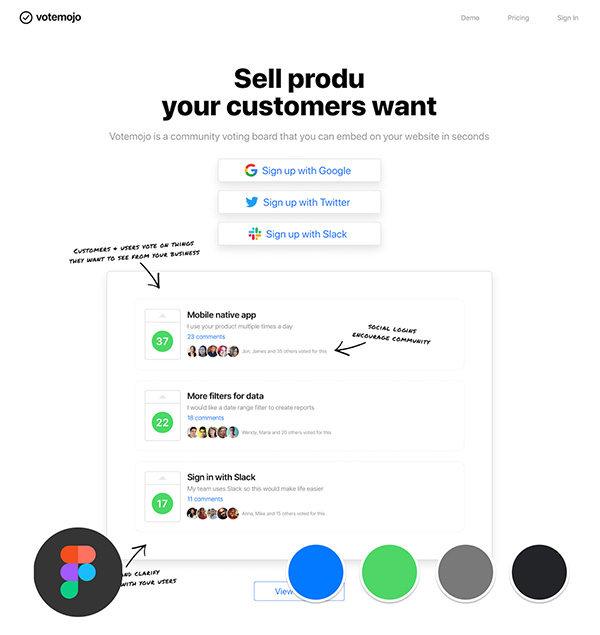 votemojo
Demo
Pricing
Sign In
Sell produ
your customers want
Votemojo is a community voting board that you can embed on your website in seconds
Sign up with Google
Sign up with Twitter
Sign up with Slack
Customers & users vote on things
they want to see from your business
Mobile native app
I use your product multiple times a day
37
23 comments
Jon, James and 35 others voted for this
Social logins
encourage community
More filters for data
I would like a date range filter to create reports
22
18 comments
Wendy, Maria and 20 others voted for this
Sign in with Slack
My team uses Slack so this would make life easier
17
11 comments
Anna, Mike and 15 others voted for this
and clarify
with your users
View